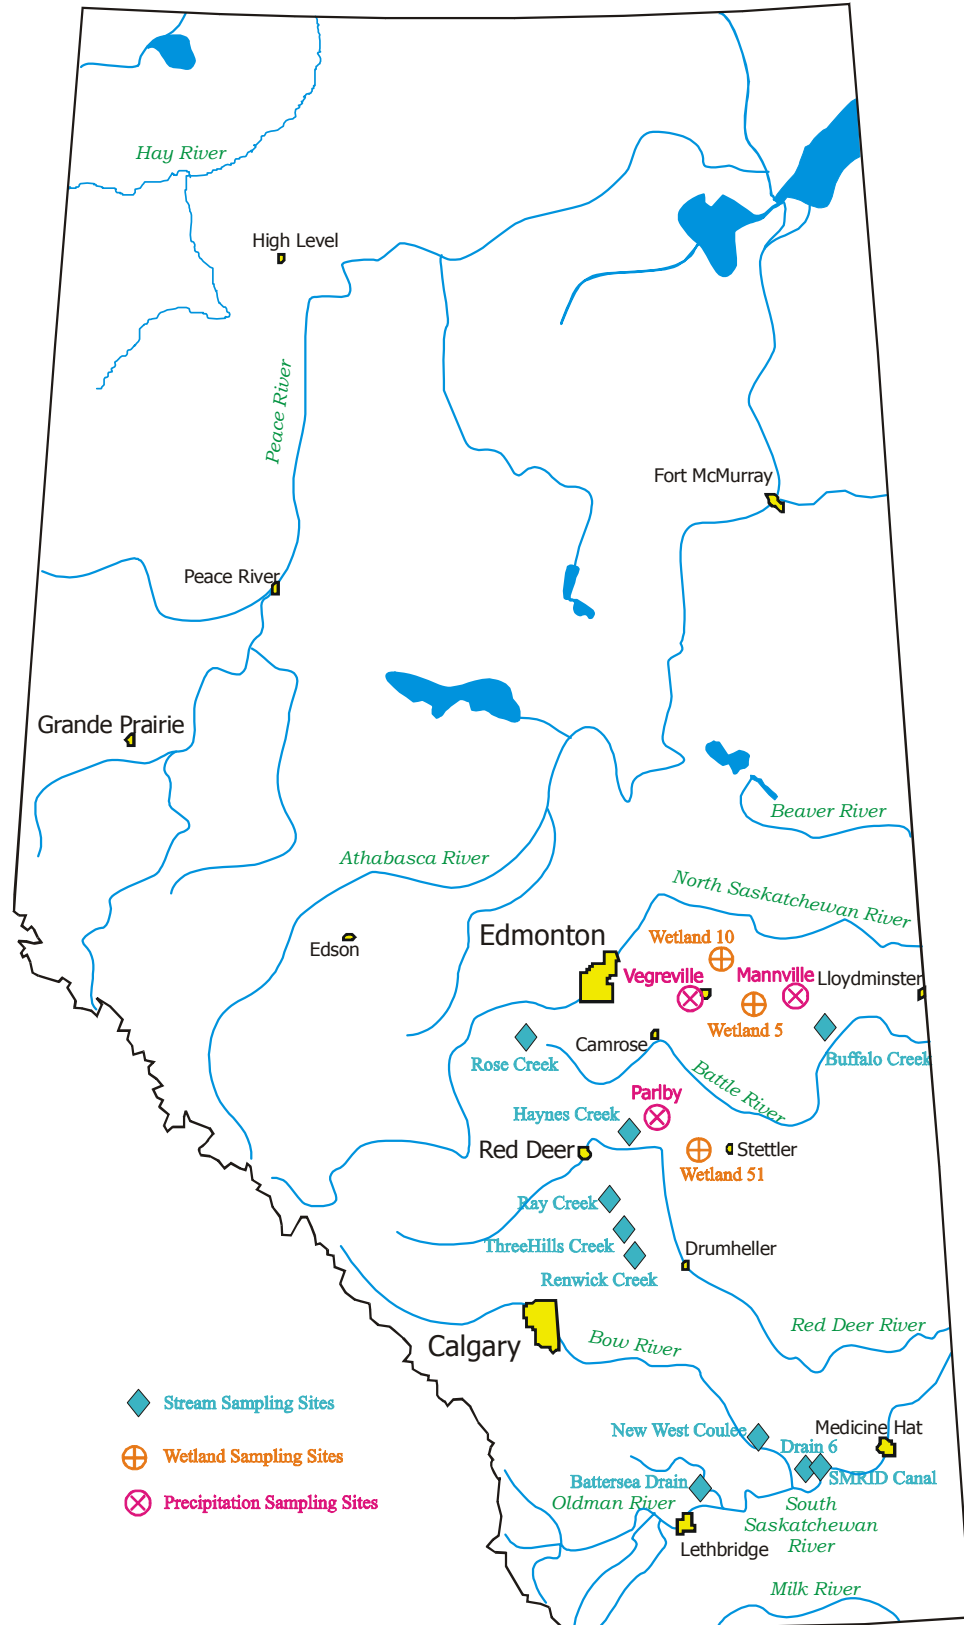 Hay River
High Level
Peace River
Fort McMurray
Peace River
Grande Prairie
Beaver River
Athabasca River
North Saskatchewan River
Edmonton
Wetland 10
Edson
Vegreville
Mannville
Lloydminster
Wetland 5
Camrose
Buffalo Creek
Rose Creek
Battle River
Parlby
Haynes Creek
Red Deer
Stettler
Wetland 51
Ray Creek
ThreeHills Creek
Drumheller
Renwick Creek
Red Deer River
Calgary
Bow River
Stream Sampling Sites
New West Coulee
Medicine Hat
Drain 6
Wetland Sampling Sites
Battersea Drain
SMRID Canal
Precipitation Sampling Sites
Oldman River
South
Saskatchewan
River
Lethbridge
Milk River